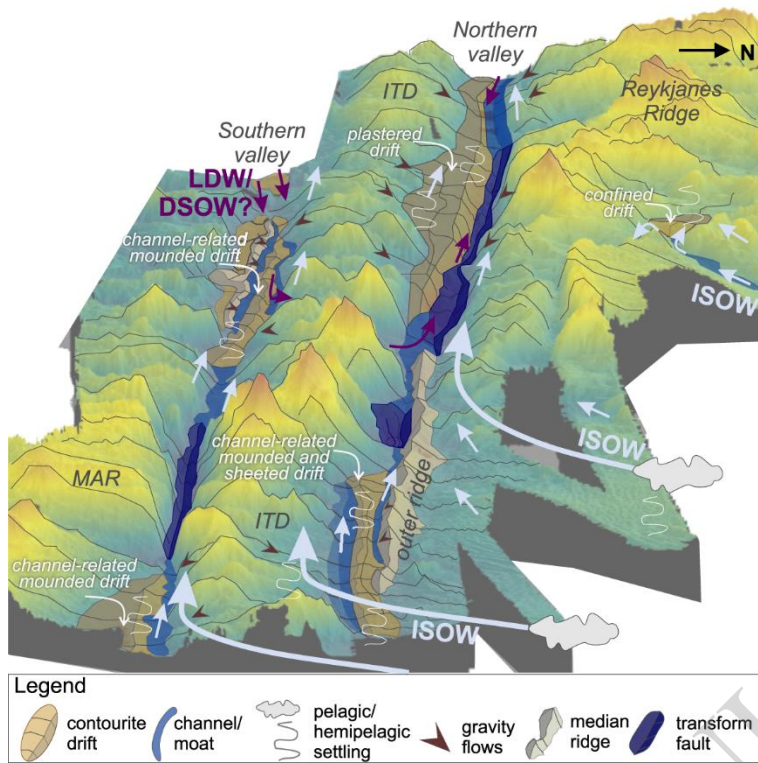 Northern
valley
N
ITD
Reykjanes
Ridge
plastered
drift
Southern
valley
LDW/
DSOW?
confined
drift
channel-related
mounded drift
ISOW
ISOW
channel-related
mounded and
sheeted drift
MAR
outer ridge
ITD
channel-related
mounded drift
ISOW
Legend
contourite
drift
channel/
moat
pelagic/
hemipelagic
settling
gravity
flows
median
ridge
transform
fault